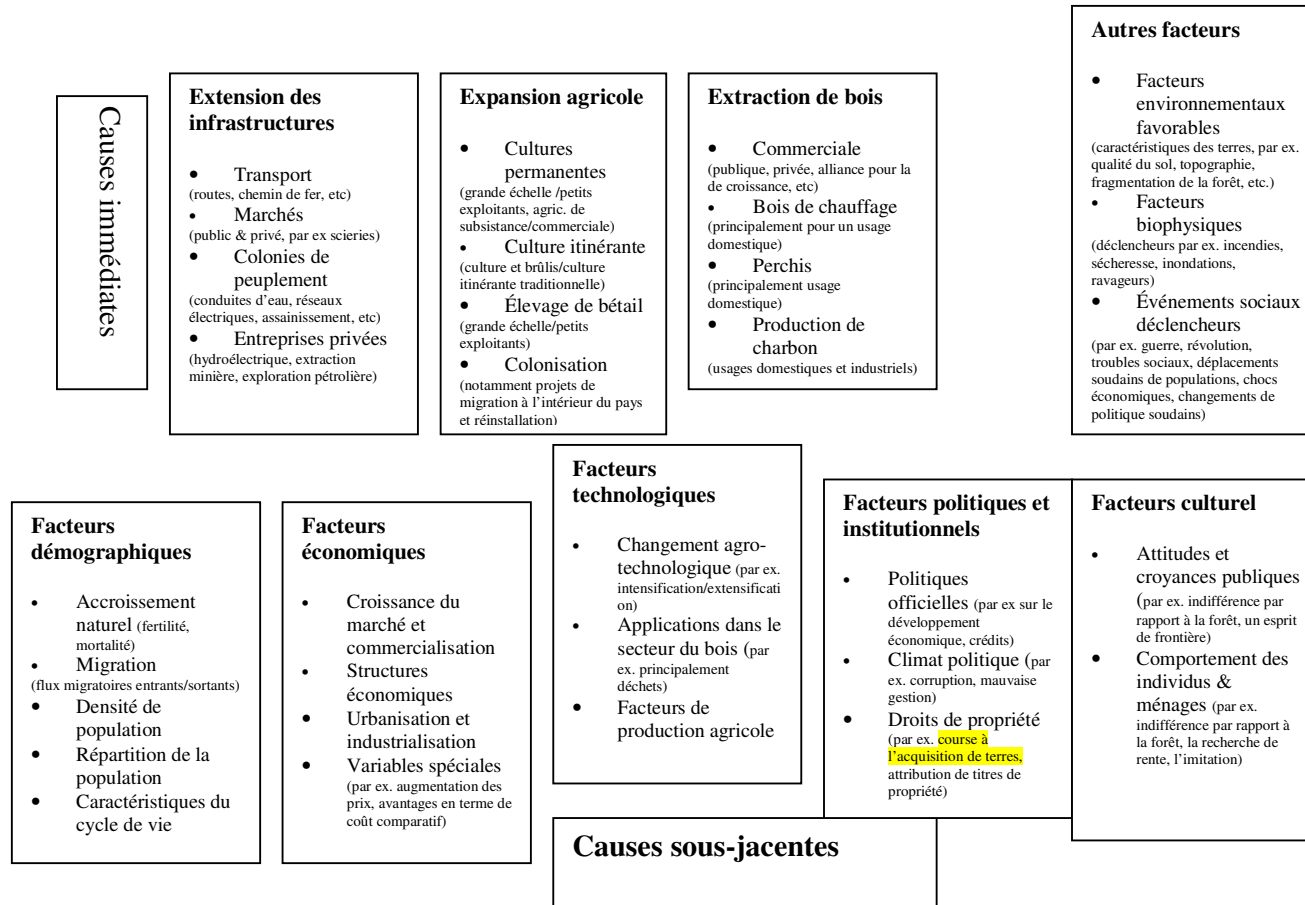 Causes immédiates
Extension des
infrastructures
• Transport
(routes, chemin de fer, etc)
• Marchés
(public & privé, par ex scieries)
• Colonies de
peuplement
(conduites d'eau, réseaux
électriques, assainissement, etc)
• Entreprises privées
(hydroélectrique, extraction
minière, exploration pétrolière)
Expansion agricole
• Cultures
permanentes
(grande échelle /petits
exploitants, agric. de
subsistance/commerciale)
• Culture itinérante
(culture et brûlis/culture
itinérante traditionnelle)
• Élevage de bétail
(grande échelle/petits
exploitants)
• Colonisation
(notamment projets de
migration à l'intérieur du pays
et réinstallation)
Extraction de bois
• Commerciale
(publique, privée, alliance pour la
de croissance, etc)
• Bois de chauffage
(principalement pour un usage
domestique)
• Perchis
(principalement usage
domestique)
• Production de
charbon
(usages domestiques et industriels)
Autres facteurs
• Facteurs
environnementaux
favorables
(caractéristiques des terres, par ex.
qualité du sol, topographie,
fragmentation de la forêt, etc.)
• Facteurs
biophysiques
(déclencheurs par ex. incendies,
sécheresse, inondations,
ravageurs)
• Événements sociaux
déclencheurs
(par ex. guerre, révolution,
troubles sociaux, déplacements
soudains de populations, chocs
économiques, changements de
politique soudains)
Facteurs
démographiques
• Accroissement
naturel (fertilité,
mortalité)
• Migration
(flux migratoires entrants/sortants)
• Densité de
population
• Répartition de la
population
• Caractéristiques du
cycle de vie
Facteurs
économiques
• Croissance du
marché et
commercialisation
• Structures
économiques
• Urbanisation et
industrialisation
• Variables spéciales
(par ex. augmentation des
prix, avantages en terme de
coût comparatif)
Facteurs
technologiques
• Changement agro-
technologique (par ex.
intensification/extensificati
on)
• Applications dans le
secteur du bois (par
ex. principalement
déchets)
• Facteurs de
production agricole
Facteurs politiques et
institutionnels
• Politiques
officielles (par ex sur le
développement
économique, crédits)
• Climat politique (par
ex. corruption, mauvaise
gestion)
• Droits de propriété
(par ex. course à
l'acquisition de terres,
attribution de titres de
propriété)
Facteurs culturel
• Attitudes et
croyances publiques
(par ex. indifférence par
rapport à la forêt, un esprit
de frontière)
• Comportement des
individus &
ménages (par ex.
indifférence par rapport à
la forêt, la recherche de
rente, l'imitation)
Causes sous-jacentes